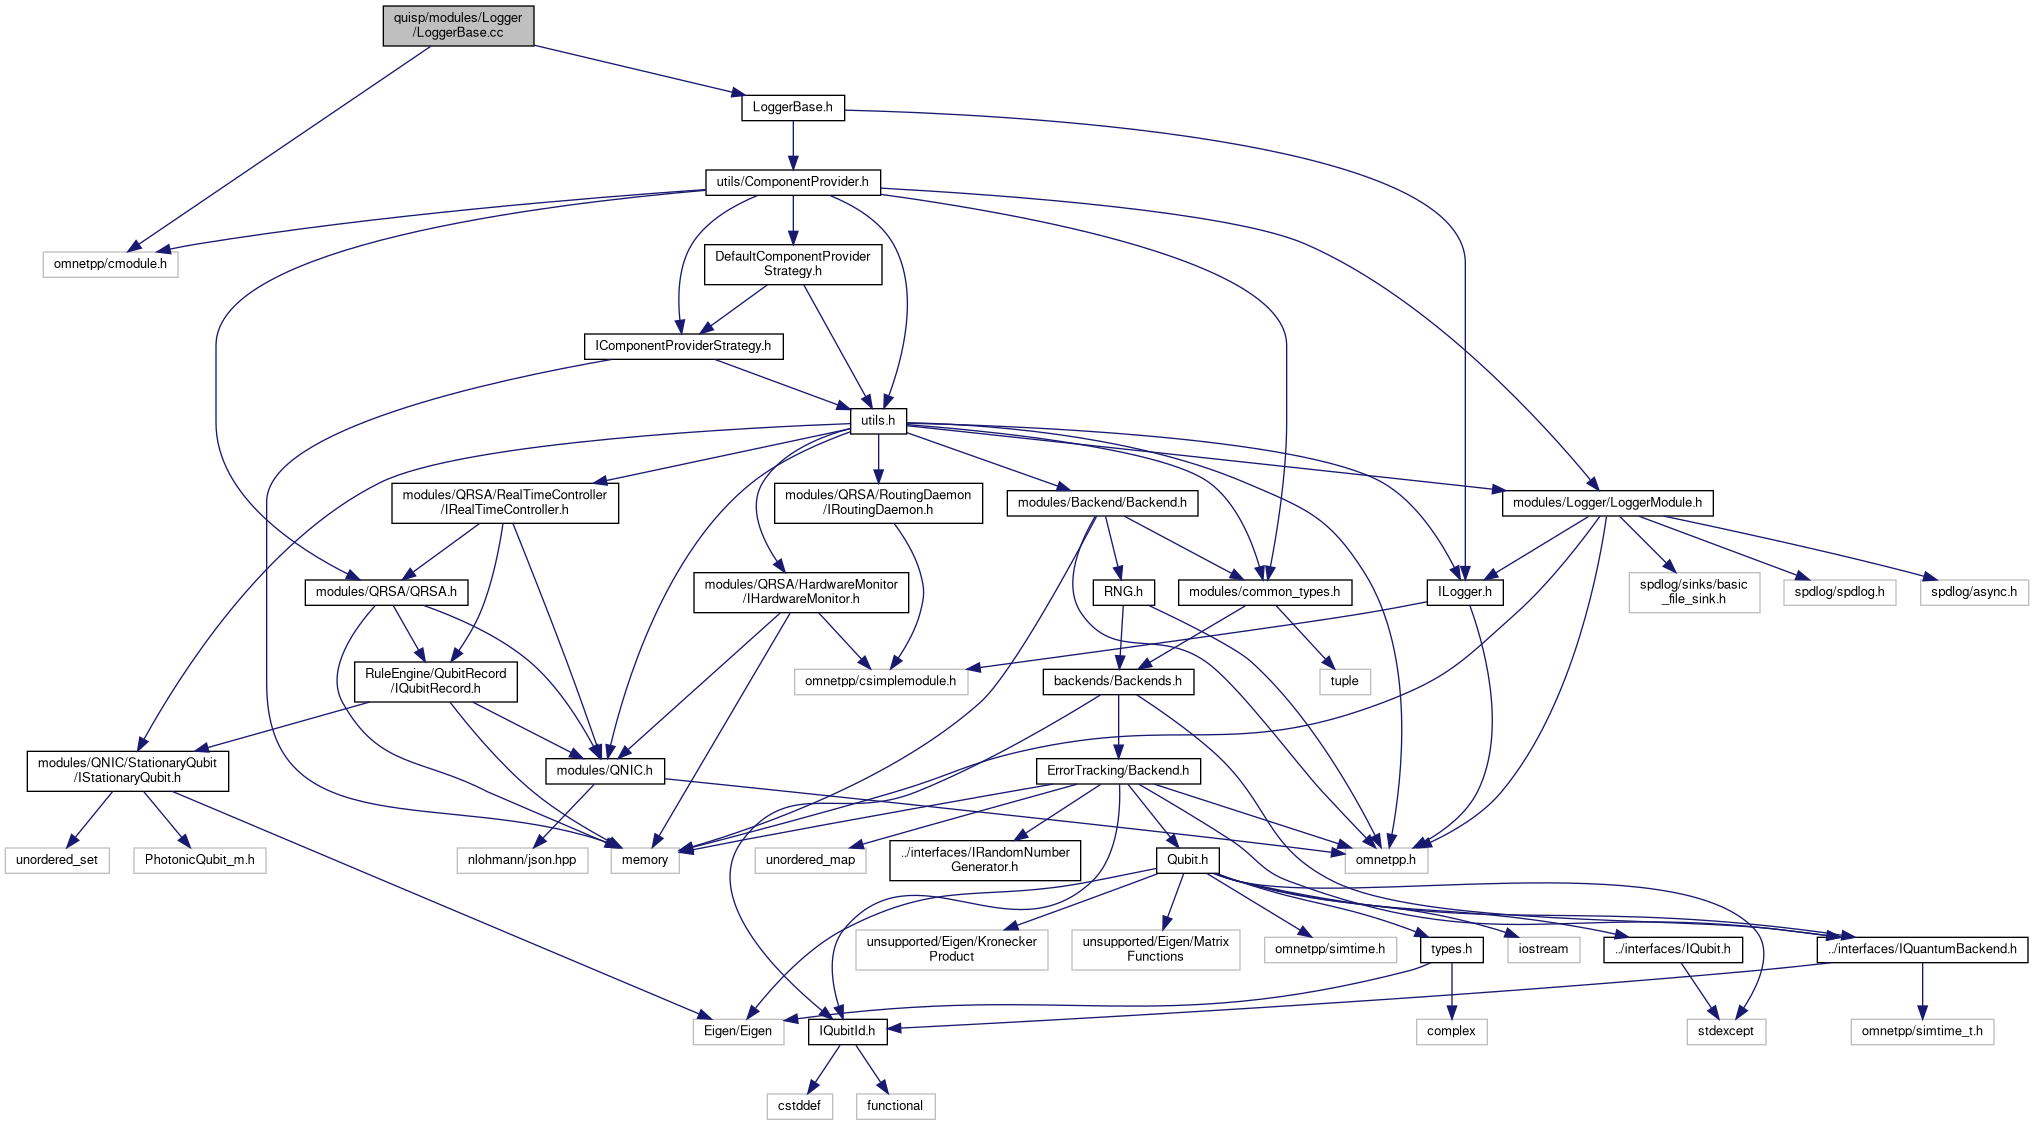 quisp/modules/Logger
/LoggerBase.cc
LoggerBase.h
utils/ComponentProvider.h
omnetpp/cmodule.h
DefaultComponentProvider
Strategy.h
IComponentProviderStrategy.h
utils.h
modules/QRSA/RealTimeController
/IRealTimeController.h
modules/QRSA/RoutingDaemon
/IRoutingDaemon.h
modules/Backend/Backend.h
modules/Logger/LoggerModule.h
modules/QRSA/QRSA.h
modules/QRSA/HardwareMonitor
/IHardwareMonitor.h
RNG.h
modules/common_types.h
ILogger.h
spdlog/sinks/basic
_file_sink.h
spdlog/spdlog.h
spdlog/async.h
RuleEngine/QubitRecord
/IQubitRecord.h
omnetpp/csimplemodule.h
backends/Backends.h
tuple
modules/QNIC/StationaryQubit
/IStationaryQubit.h
modules/QNIC.h
ErrorTracking/Backend.h
unordered_set
PhotonicQubit_m.h
nlohmann/json.hpp
memory
unordered_map
../interfaces/IRandomNumber
Generator.h
Qubit.h
omnetpp.h
unsupported/Eigen/Kronecker
Product
unsupported/Eigen/Matrix
Functions
omnetpp/simtime.h
types.h
iostream
../interfaces/IQubit.h
../interfaces/IQuantumBackend.h
Eigen/Eigen
IQubitId.h
complex
stdexcept
omnetpp/simtime_t.h
cstddef
functional